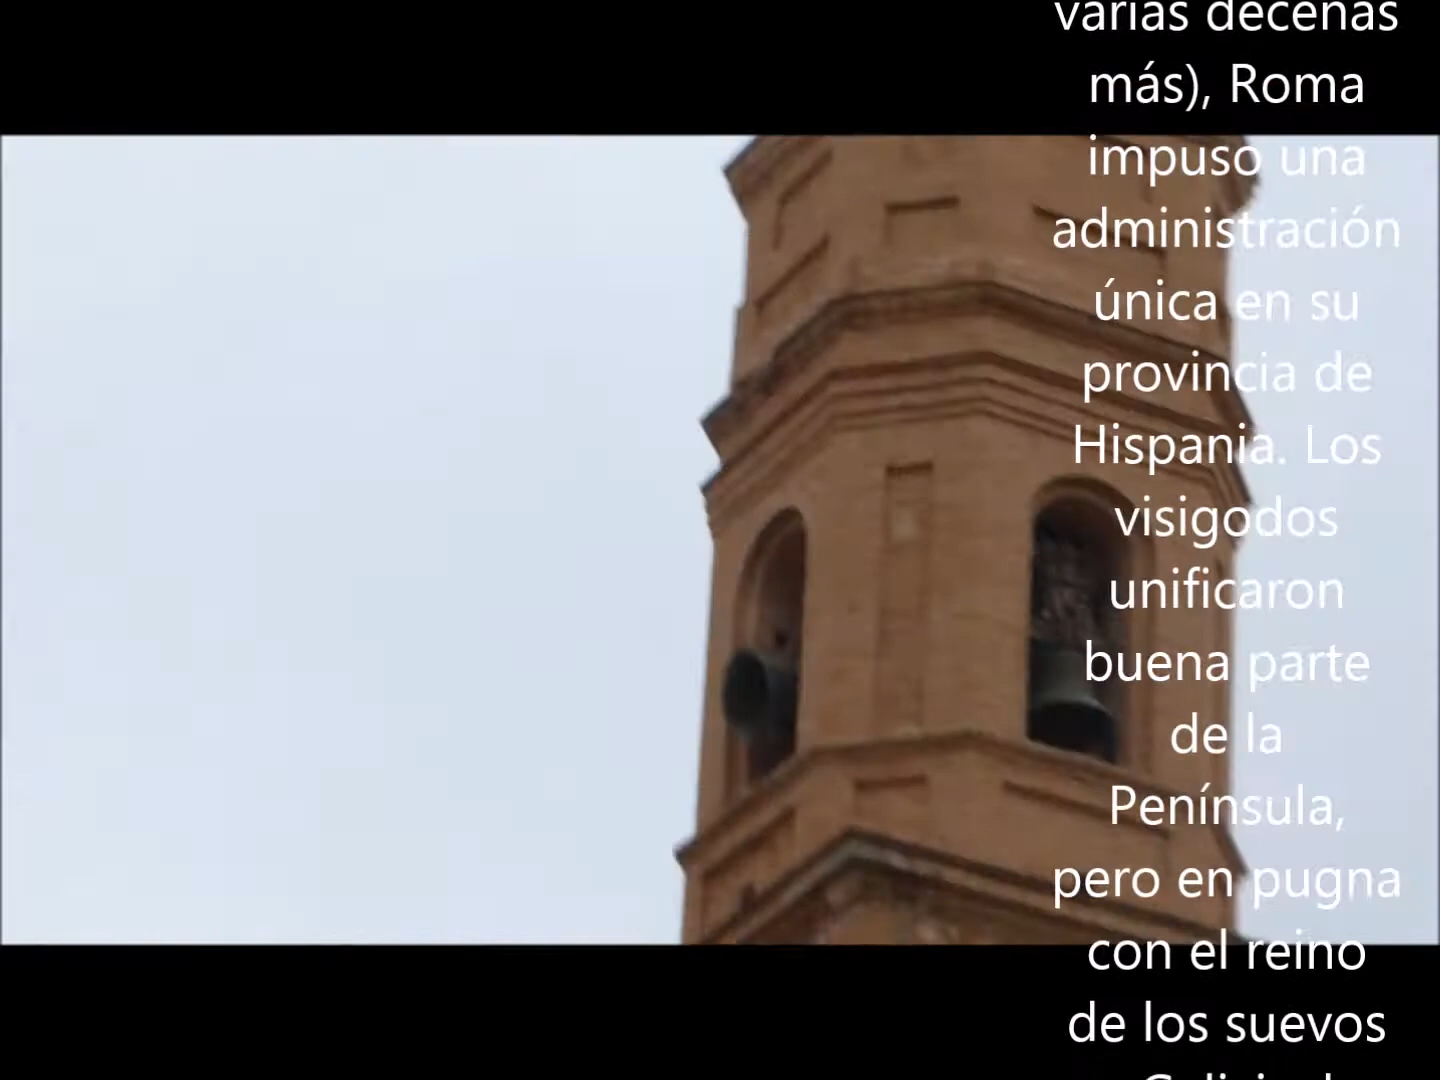 varias decenas
más), Roma
impuso una
administración
única en su
provincia de
Hispania. Los
visigodos
unificaron
buena parte
de la
Península,
pero en pugna
con el reino
de los suevos